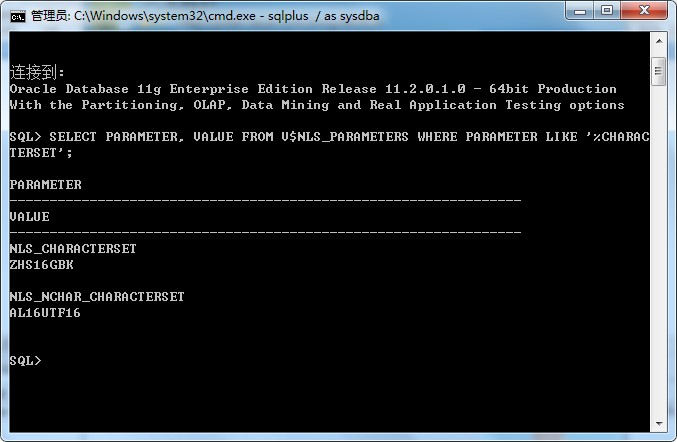 管理员: C:\Windows\system32\cmd.exe - sqlplus  / as sysdba
连接到:
Oracle Database 11g Enterprise Edition Release 11.2.0.1.0 - 64bit Production
With the Partitioning, OLAP, Data Mining and Real Application Testing options
SQL> SELECT PARAMETER, VALUE FROM V$NLS_PARAMETERS WHERE PARAMETER LIKE '%CHARAC
TERSET';
PARAMETER
----------------------------------------------------------------
VALUE
----------------------------------------------------------------
NLS_CHARACTERSET
ZHS16GBK
NLS_NCHAR_CHARACTERSET
AL16UTF16
SQL>